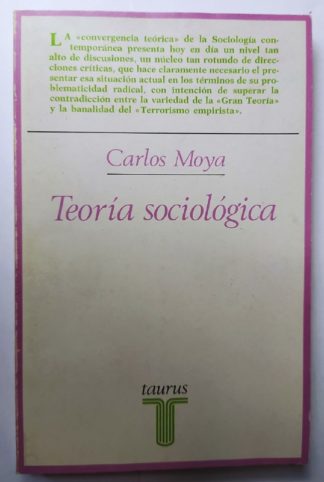 LA «convergencia teórica» de la Sociología con-
temporánea presenta hoy en día un nivel tan
alto de discusiones, un núcleo tan rotundo de direc-
ciones críticas, que hace claramente necesario el pre-
sentar esa situación actual en los términos de su pro-
blematicidad radical, con intención de superar la
contradicción entre la variedad de la «Gran Teoría»
y la banalidad del «Terrorismo empirista».
Carlos Moya
Teoría sociológica
taurus